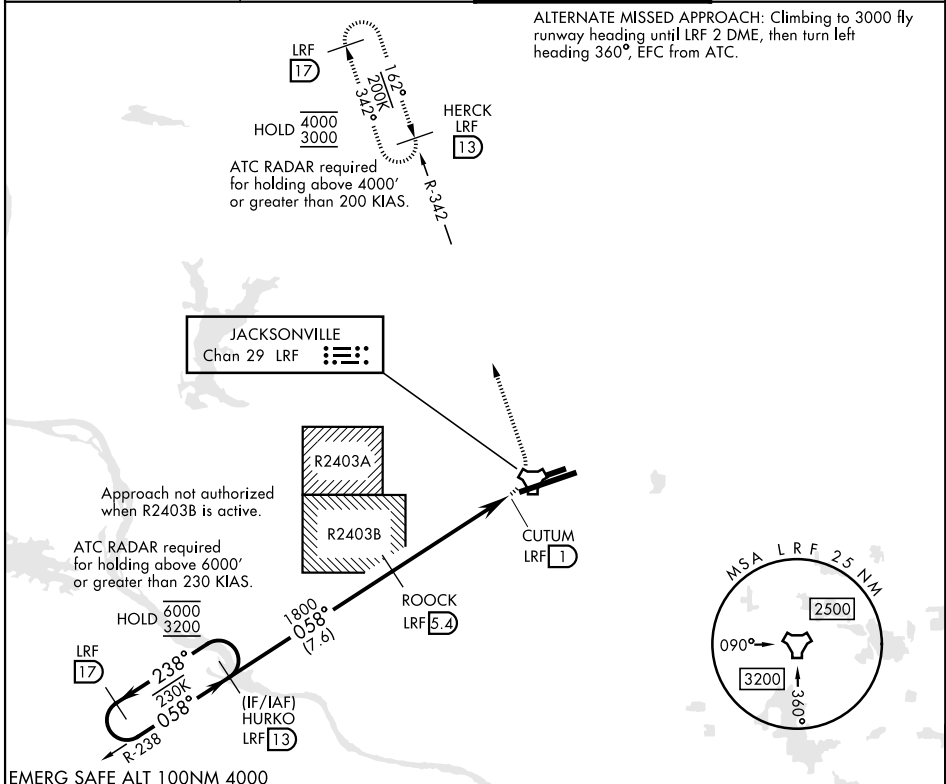 ALTERNATE MISSED APPROACH: Climbing to 3000 fly
runway heading until LRF 2 DME, then turn left
heading 360°, EFC from ATC.
LRF
17
162°
200K
342°
HOLD 4000
3000
HERCK
LRF
13
ATC RADAR required
for holding above 4000'
or greater than 200 KIAS.
R-342
JACKSONVILLE
Chan 29 LRF
R2403A
Approach not authorized
when R2403B is active.
R2403B
CUTUM
LRF 1
ATC RADAR required
for holding above 6000'
or greater than 230 KIAS.
HOLD 6000
3200
1800
058°
(7.6)
ROOCK
LRF 5.4
LRF
17
238°
230K
058°
R-238
(IF/IAF)
HURKO
LRF 13
MSA LRF 25 NM
2500
090°
3200
360°
EMERG SAFE ALT 100NM 4000